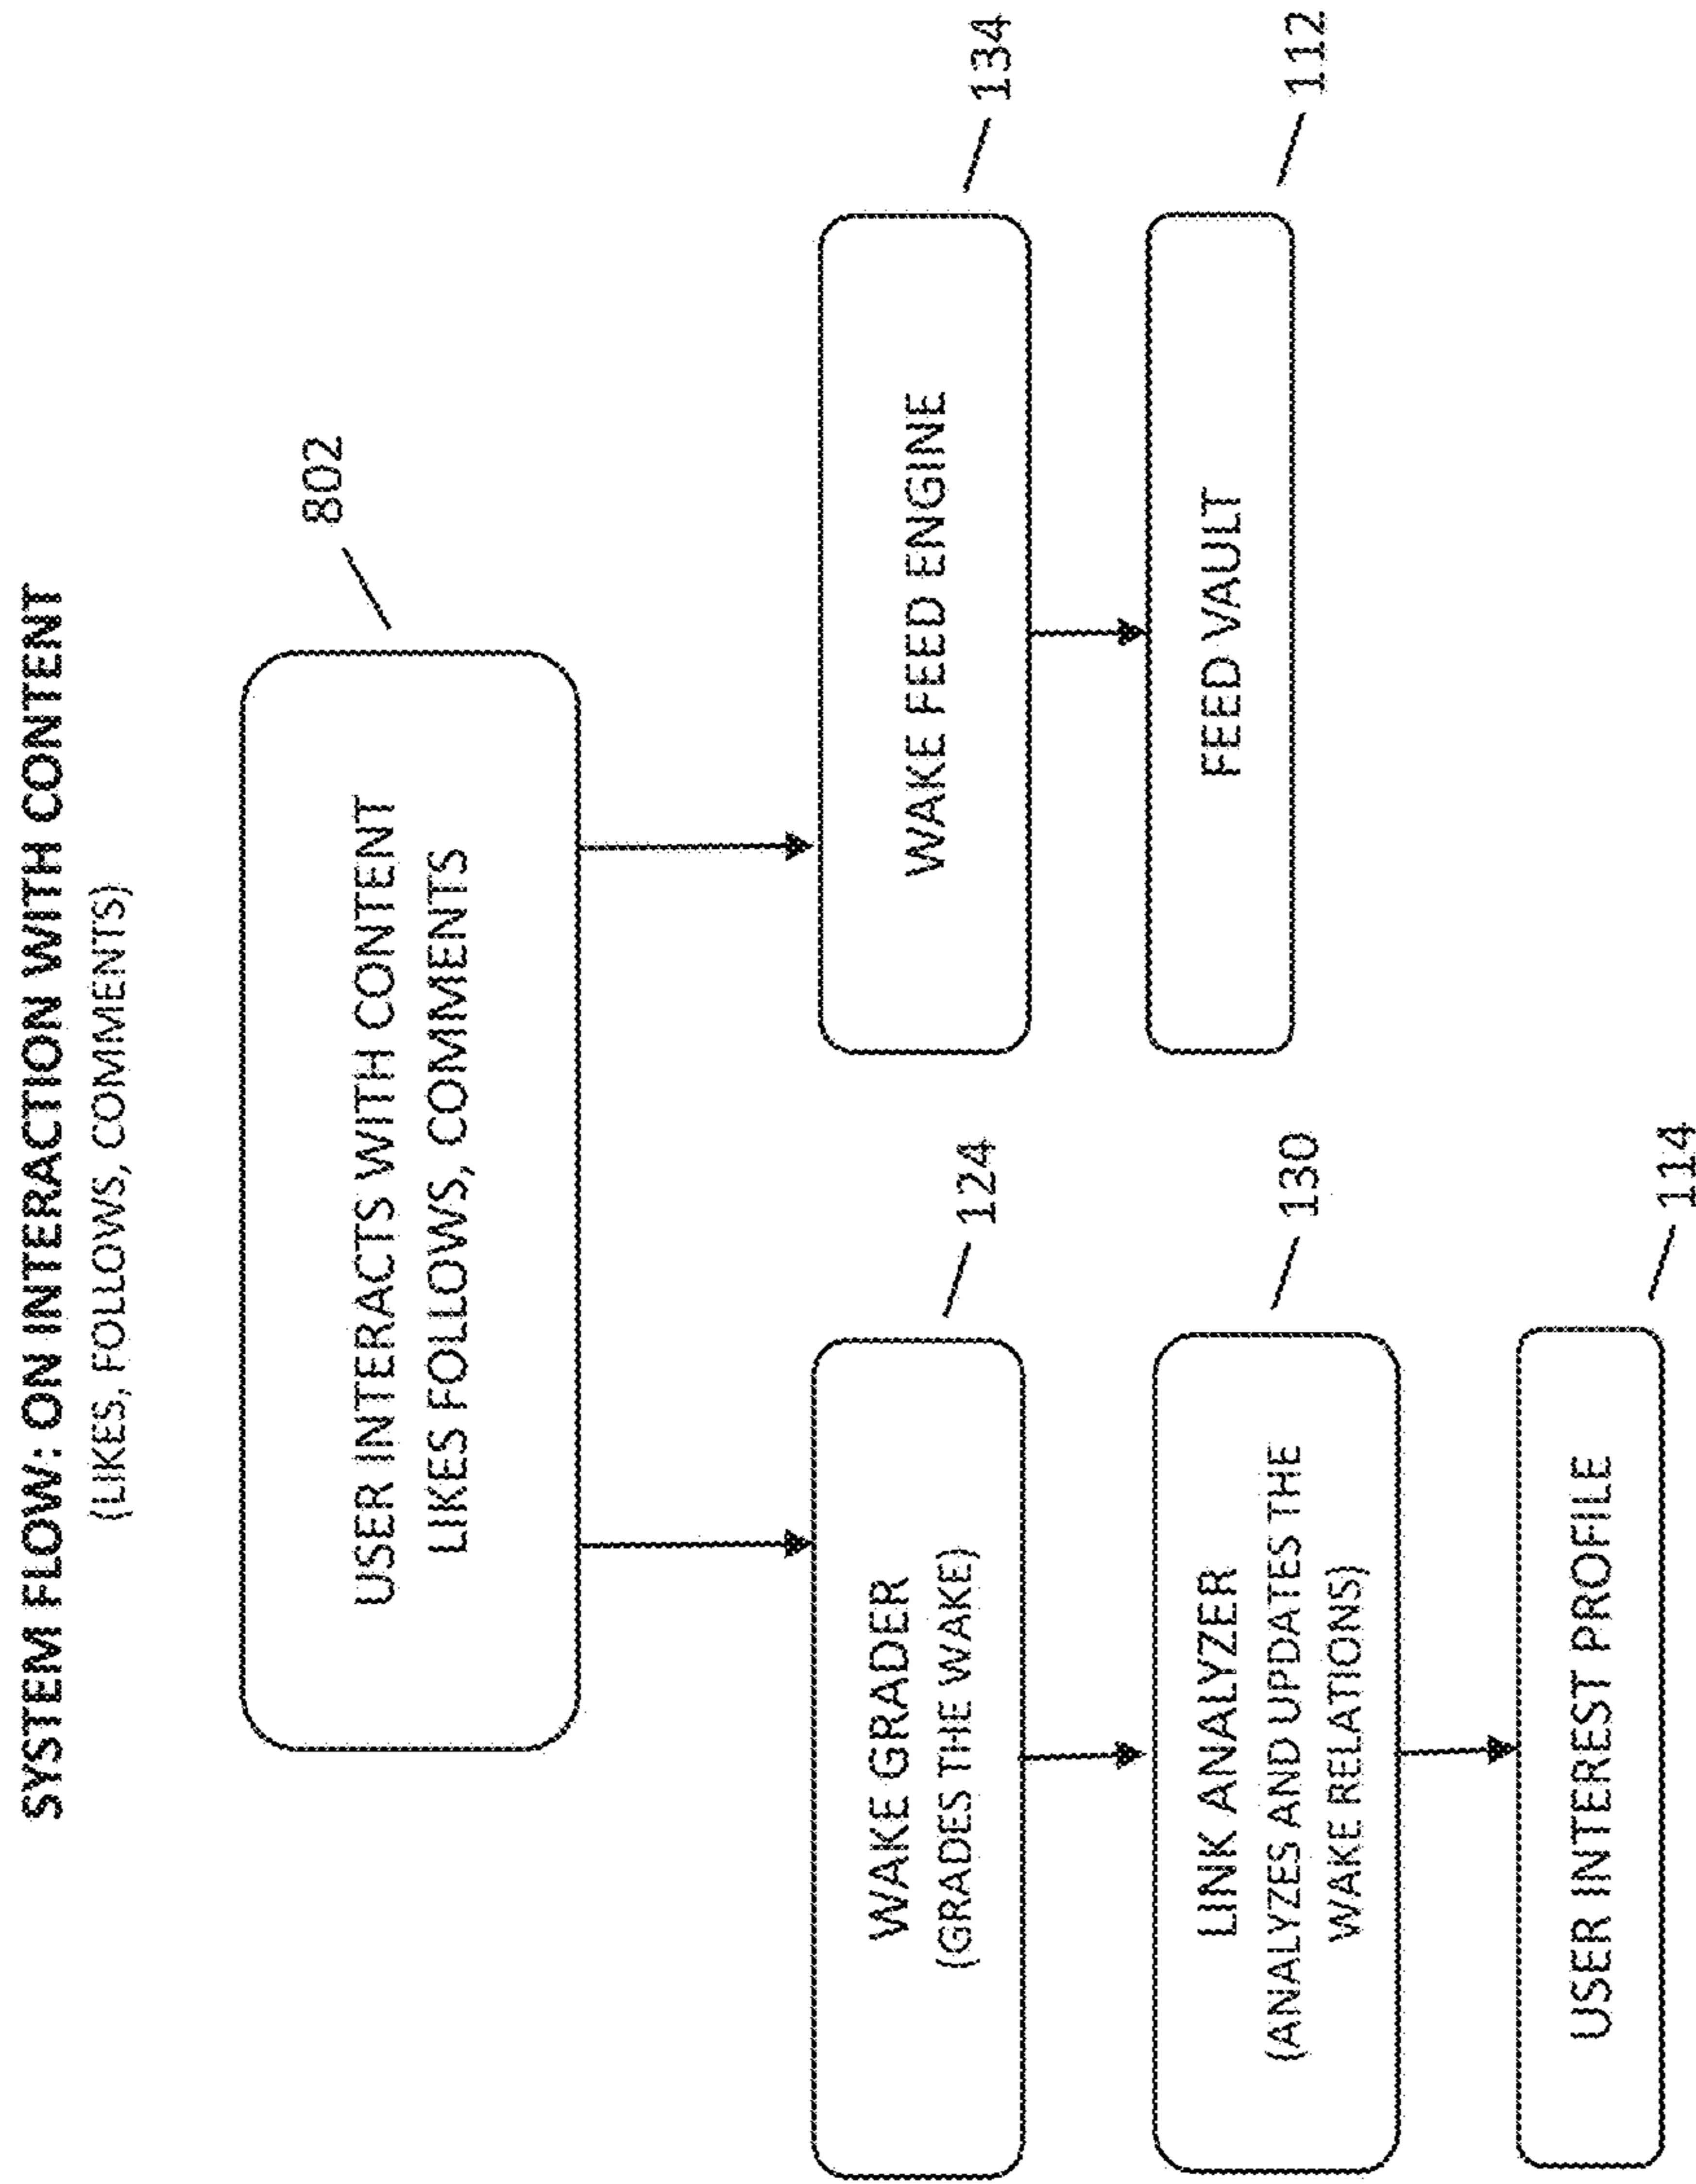 SYSTEM FLOW: ON INTERACTION WITH CONTENT
(LIKES, FOLLOWS, COMMENTS)
802
USER INTERACTS WITH CONTENT
LIKES FOLLOWS, COMMENTS
124
WAKE GRADER
(GRADES THE WAKE)
130
LINK ANALYZER
(ANALYZES AND UPDATES THE
WAKE RELATIONS)
114
USER INTEREST PROFILE
134
WAKE FEED ENGINE
112
FEED VAULT